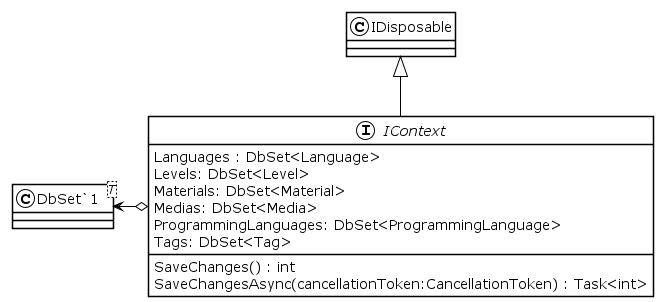 C IDisposable
I IContext
Languages : DbSet<Language>
Levels: DbSet<Level>
Materials: DbSet<Material>
Medias: DbSet<Media>
ProgrammingLanguages: DbSet<ProgrammingLanguage>
Tags: DbSet<Tag>
SaveChanges() : int
SaveChangesAsync(cancellationToken:CancellationToken) : Task<int>
T
C DbSet`1